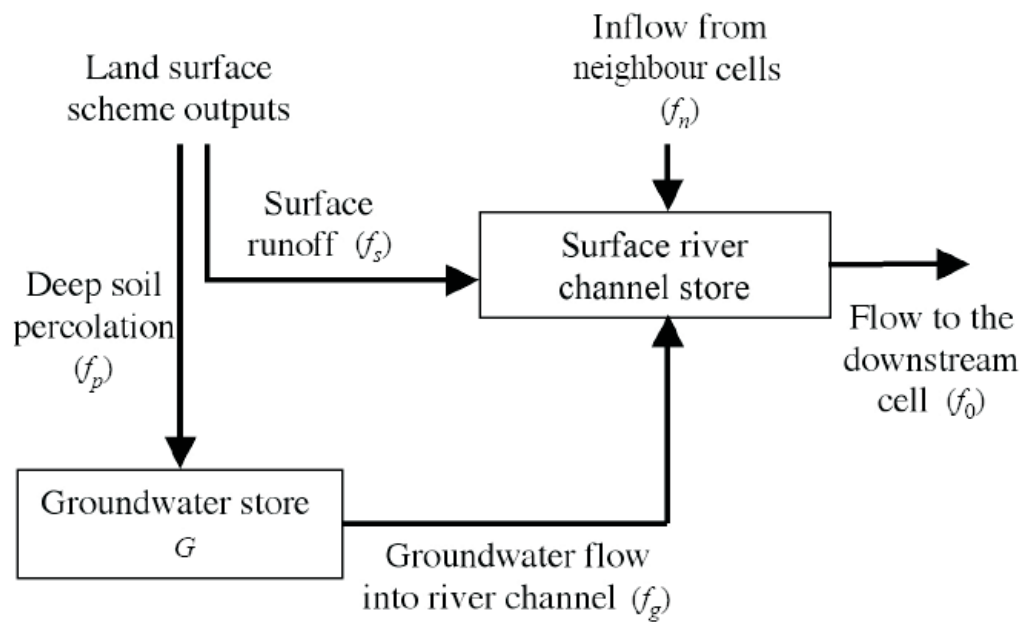 Land surface
scheme outputs
Inflow from
neighbour cells
(fn)
Surface
runoff (fs)
Surface river
channel store
Deep soil
percolation
(fp)
Flow to the
downstream
cell (f0)
Groundwater store
G
Groundwater flow
into river channel (fg)